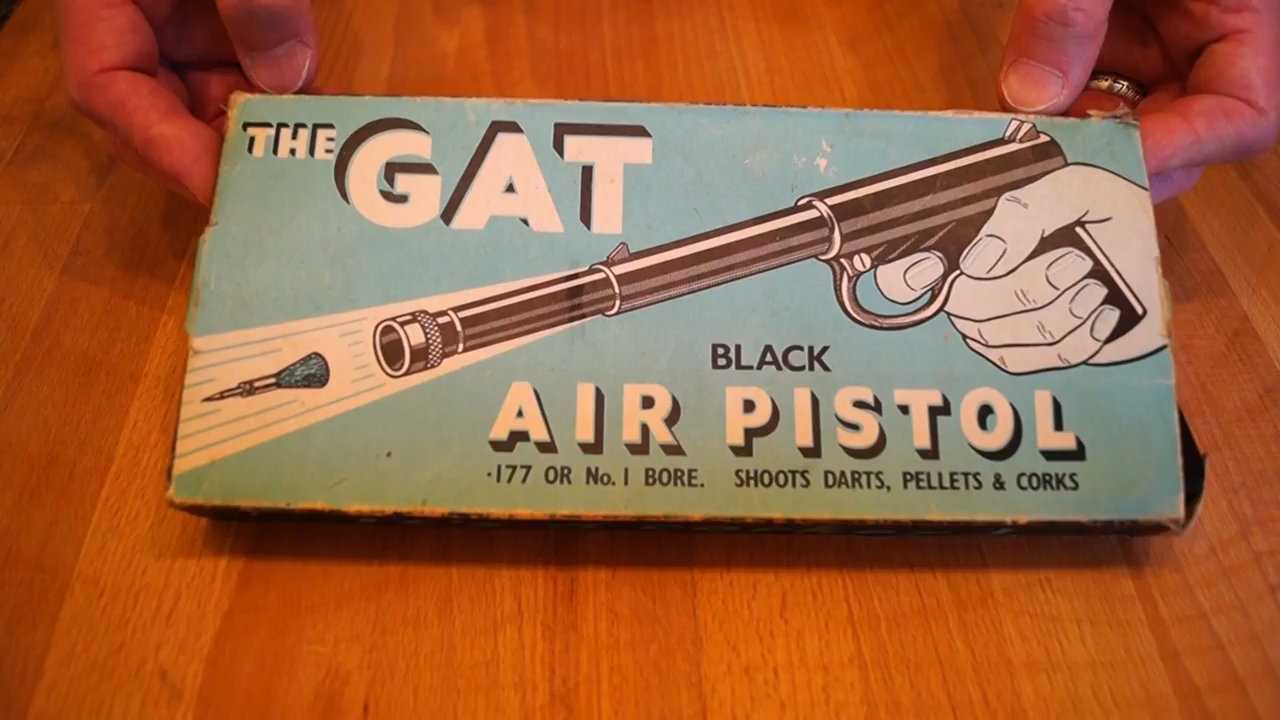 THE GAT
BLACK
AIR PISTOL
·177 OR No. 1 BORE. SHOOTS DARTS, PELLETS & CORKS